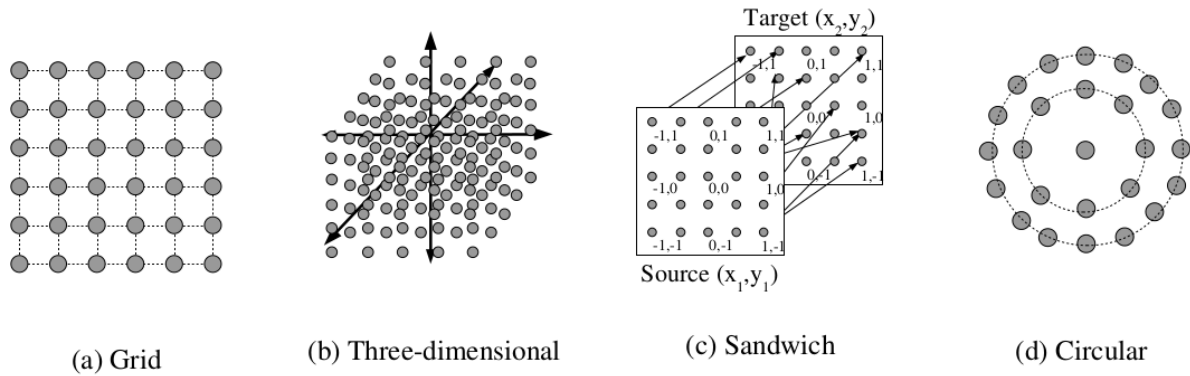 Target (x2,y2)
-1,1 0,1 1,1
0,0 1,0
0,-1 1,-1
-1,1 0,1 1,1
-1,0 0,0 1,0
-1,-1 0,-1 1,-1
Source (x1,y1)
(a) Grid
(b) Three-dimensional
(c) Sandwich
(d) Circular